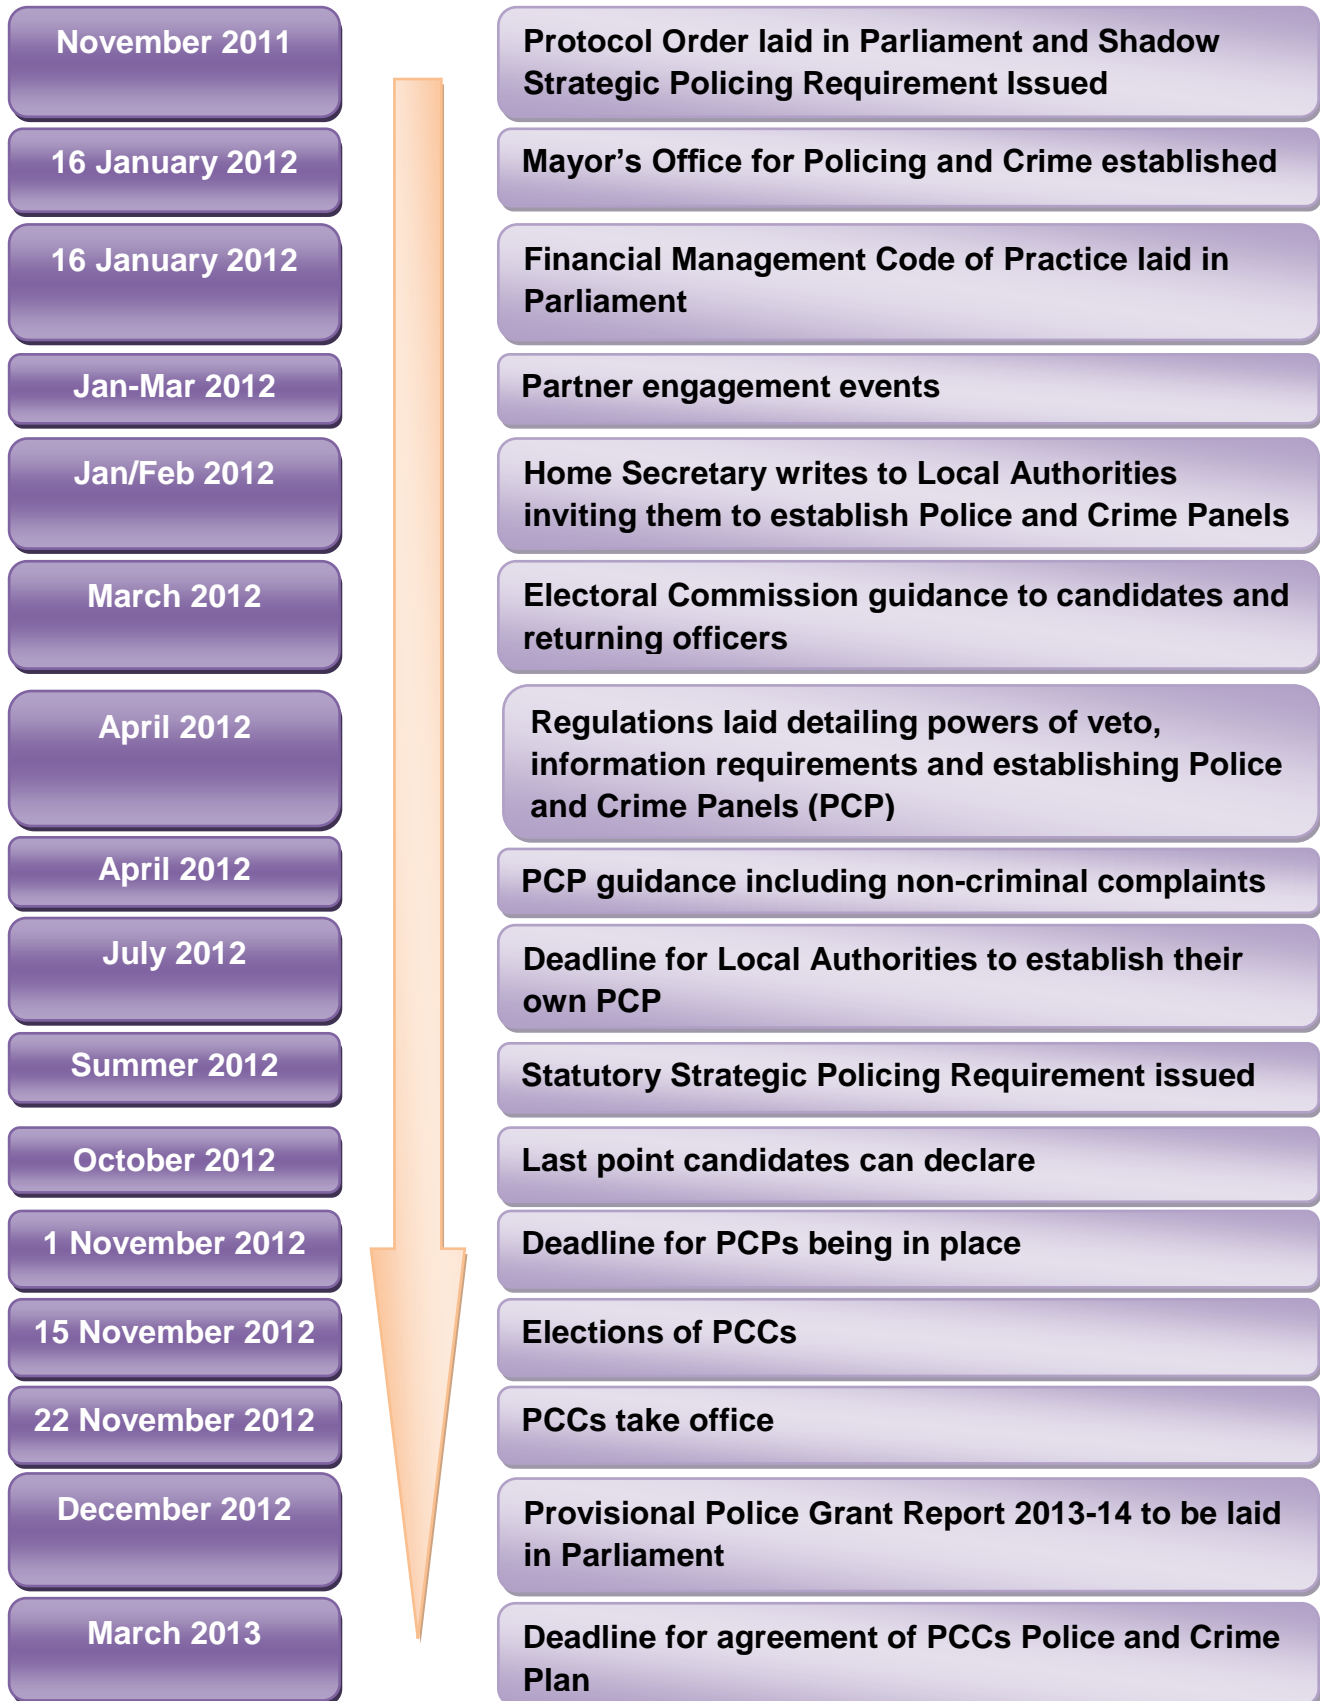 November 2011
Protocol Order laid in Parliament and Shadow
Strategic Policing Requirement Issued
16 January 2012
Mayor’s Office for Policing and Crime established
16 January 2012
Financial Management Code of Practice laid in
Parliament
Jan-Mar 2012
Partner engagement events
Jan/Feb 2012
Home Secretary writes to Local Authorities
inviting them to establish Police and Crime Panels
March 2012
Electoral Commission guidance to candidates and
returning officers
April 2012
Regulations laid detailing powers of veto,
information requirements and establishing Police
and Crime Panels (PCP)
April 2012
PCP guidance including non-criminal complaints
July 2012
Deadline for Local Authorities to establish their
own PCP
Summer 2012
Statutory Strategic Policing Requirement issued
October 2012
Last point candidates can declare
1 November 2012
Deadline for PCPs being in place
15 November 2012
Elections of PCCs
22 November 2012
PCCs take office
December 2012
Provisional Police Grant Report 2013-14 to be laid
in Parliament
March 2013
Deadline for agreement of PCCs Police and Crime
Plan